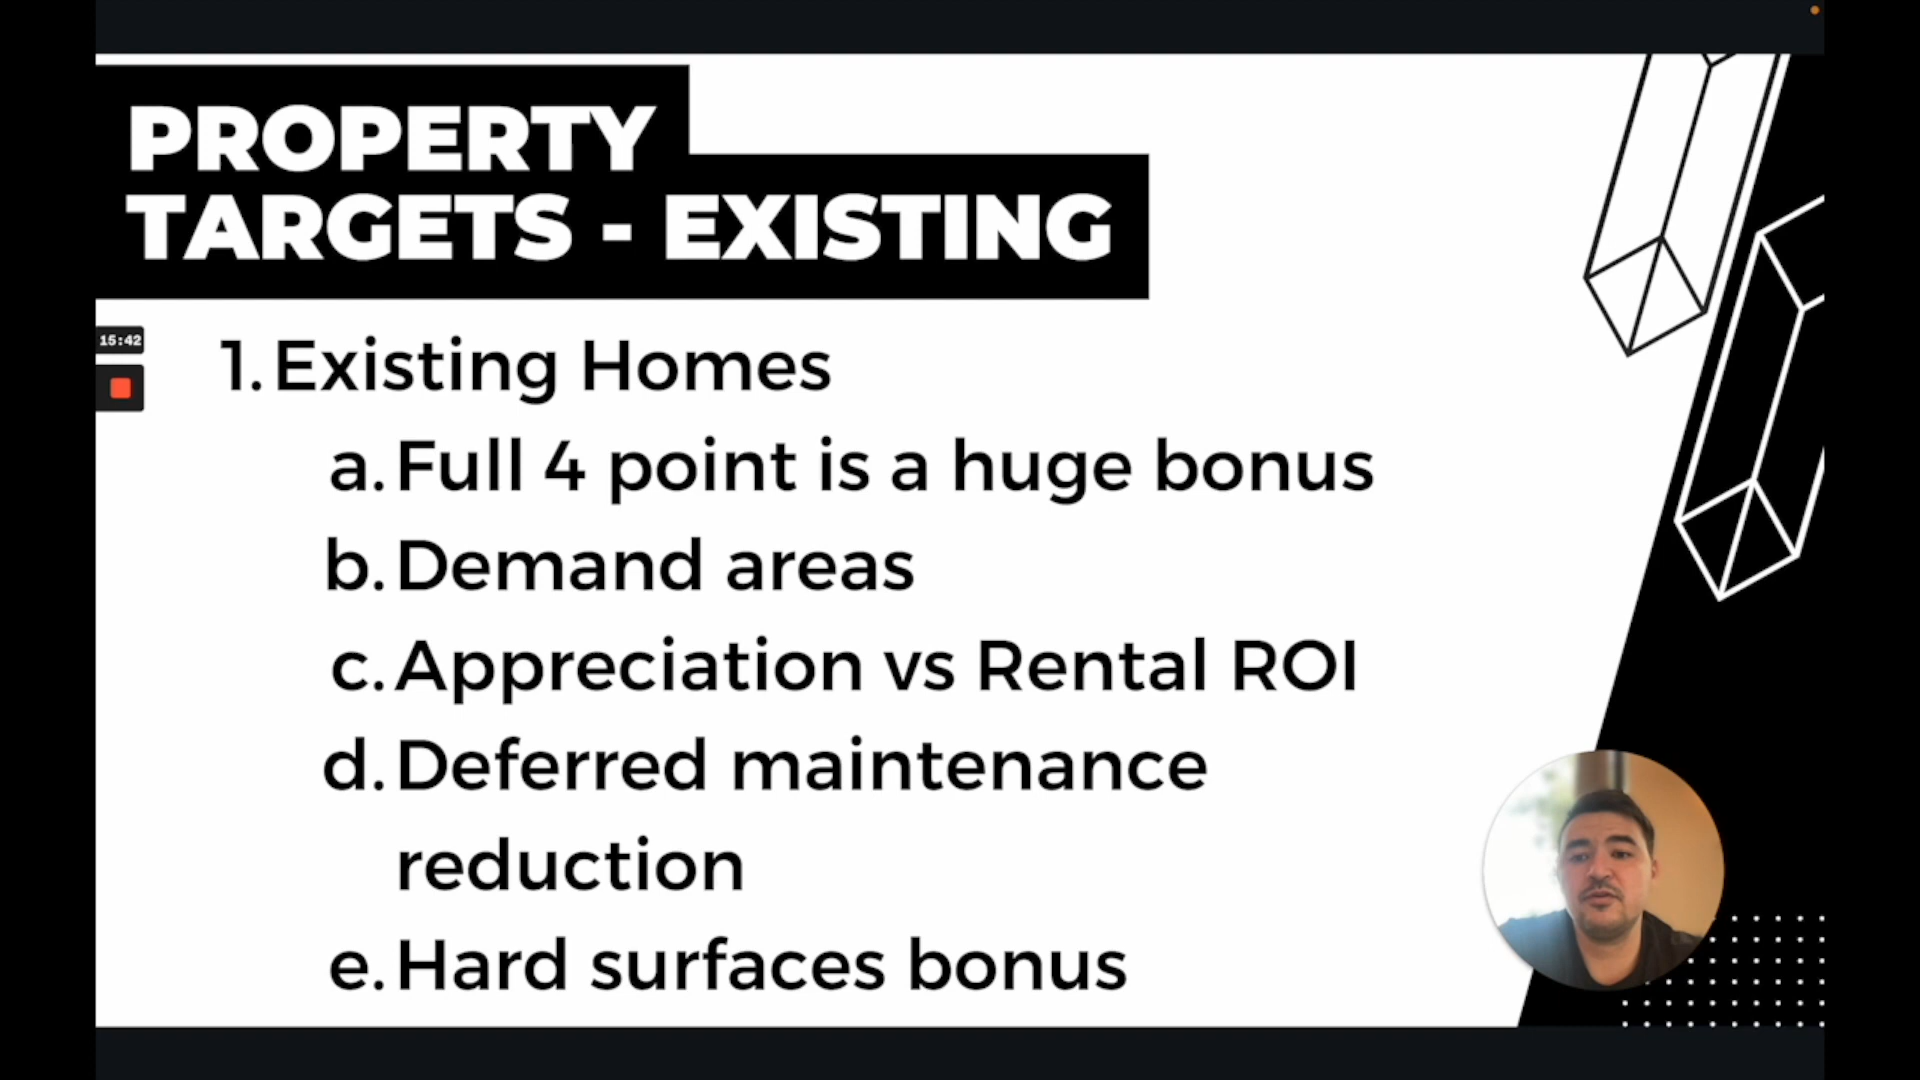 PROPERTY
TARGETS - EXISTING
15:42
1. Existing Homes
a. Full 4 point is a huge bonus
b. Demand areas
c. Appreciation vs Rental ROI
d. Deferred maintenance
reduction
e. Hard surfaces bonus